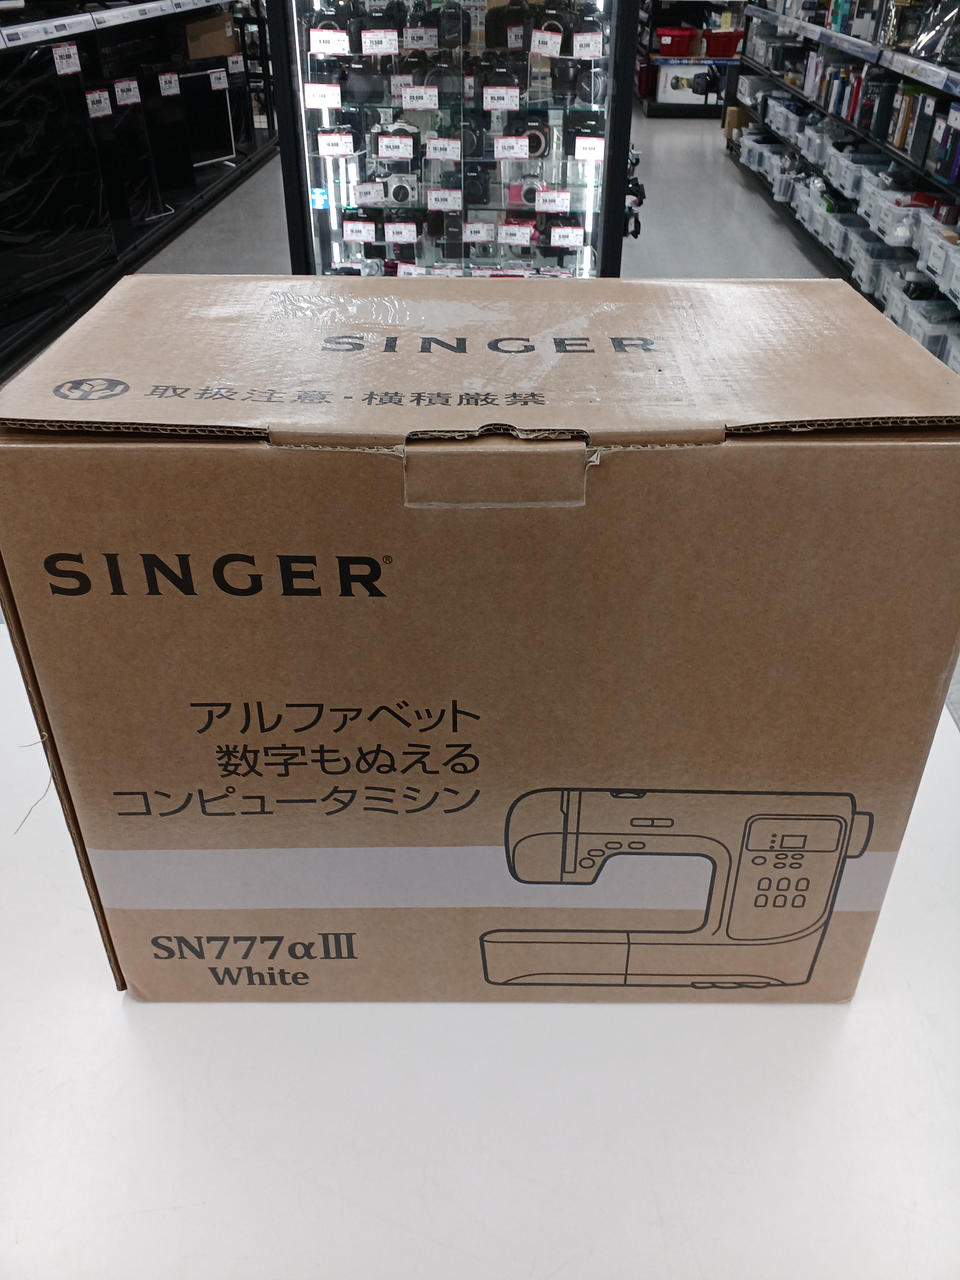 SINGER
取扱注意・横積厳禁
SINGER®
アルファベット
数字もぬえる
コンピュータミシン
SN777αⅢ
White